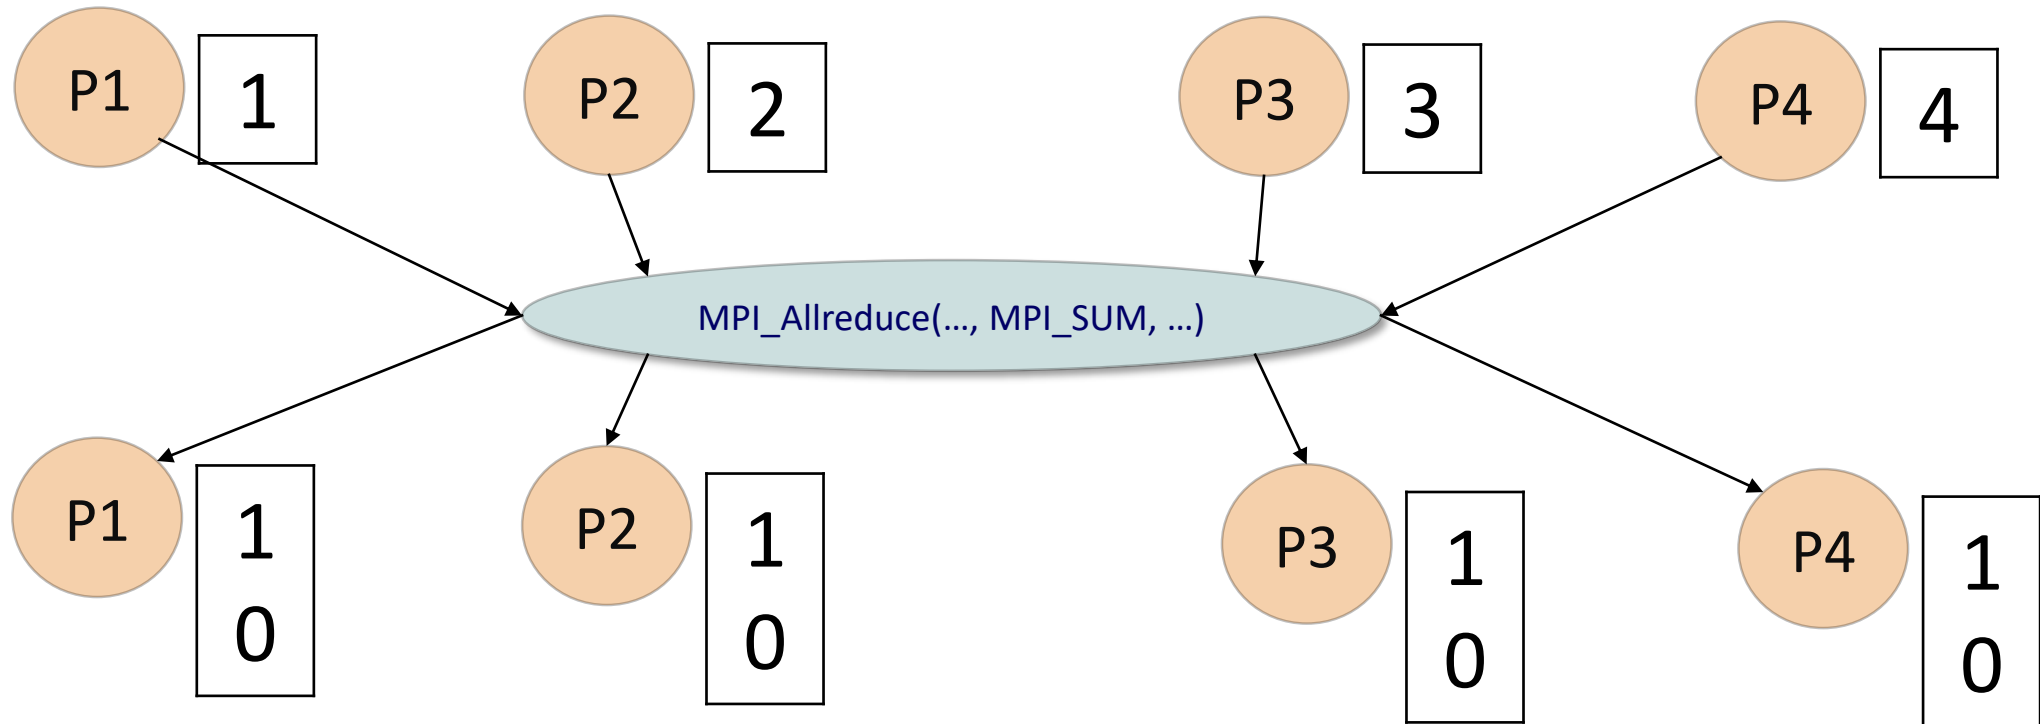 P1
1
P2
2
P3
3
P4
4
MPI_Allreduce(…, MPI_SUM, …)
P1
1
0
P2
1
0
P3
1
0
P4
1
0